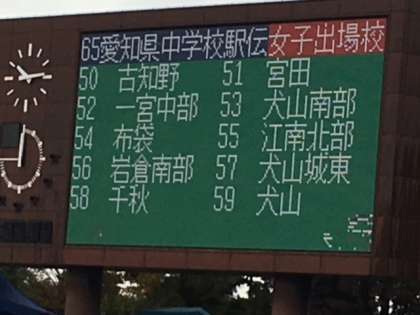 65愛知県中学校駅伝女子出場校
50 古知野 51 宮田
52 一宮中部 53 犬山南部
54 布袋 55 江南北部
56 岩倉南部 57 犬山城東
58 千秋 59 犬山